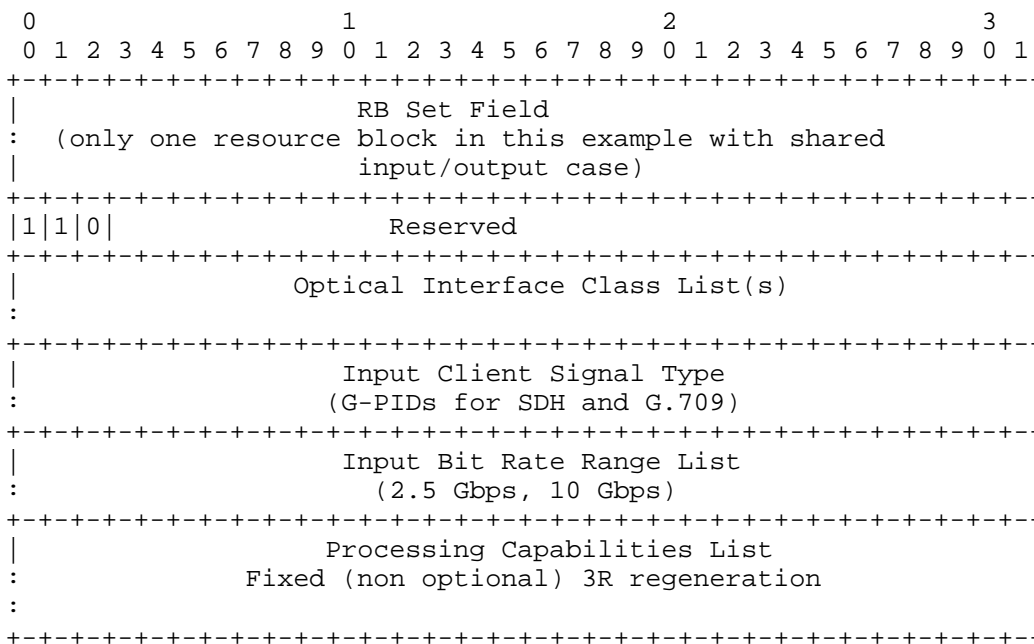 0                   1                   2                   3
 0 1 2 3 4 5 6 7 8 9 0 1 2 3 4 5 6 7 8 9 0 1 2 3 4 5 6 7 8 9 0 1
+-+-+-+-+-+-+-+-+-+-+-+-+-+-+-+-+-+-+-+-+-+-+-+-+-+-+-+-+-+-+-+-
|                     RB Set Field
:  (only one resource block in this example with shared
|                     input/output case)
+-+-+-+-+-+-+-+-+-+-+-+-+-+-+-+-+-+-+-+-+-+-+-+-+-+-+-+-+-+-+-+-
|1|1|0|                 Reserved
+-+-+-+-+-+-+-+-+-+-+-+-+-+-+-+-+-+-+-+-+-+-+-+-+-+-+-+-+-+-+-+-
|                 Optical Interface Class List(s)
:
+-+-+-+-+-+-+-+-+-+-+-+-+-+-+-+-+-+-+-+-+-+-+-+-+-+-+-+-+-+-+-+-
|                    Input Client Signal Type
:                   (G-PIDs for SDH and G.709)
+-+-+-+-+-+-+-+-+-+-+-+-+-+-+-+-+-+-+-+-+-+-+-+-+-+-+-+-+-+-+-+-
|                    Input Bit Rate Range List
:                      (2.5 Gbps, 10 Gbps)
+-+-+-+-+-+-+-+-+-+-+-+-+-+-+-+-+-+-+-+-+-+-+-+-+-+-+-+-+-+-+-+-
|                   Processing Capabilities List
:              Fixed (non optional) 3R regeneration
:
+-+-+-+-+-+-+-+-+-+-+-+-+-+-+-+-+-+-+-+-+-+-+-+-+-+-+-+-+-+-+-+-